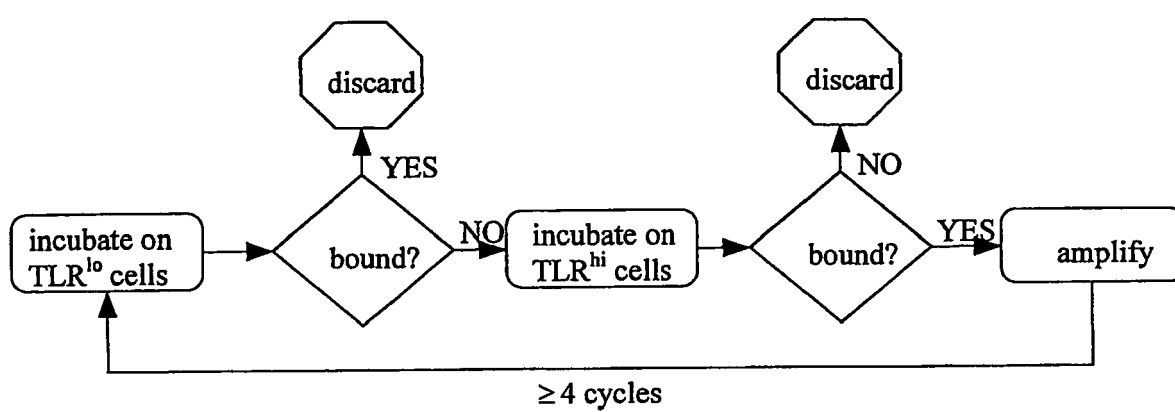 discard
discard
YES
NO
incubate on
TLR^lo cells
bound?
NO
incubate on
TLR^hi cells
bound?
YES
amplify
≥4 cycles